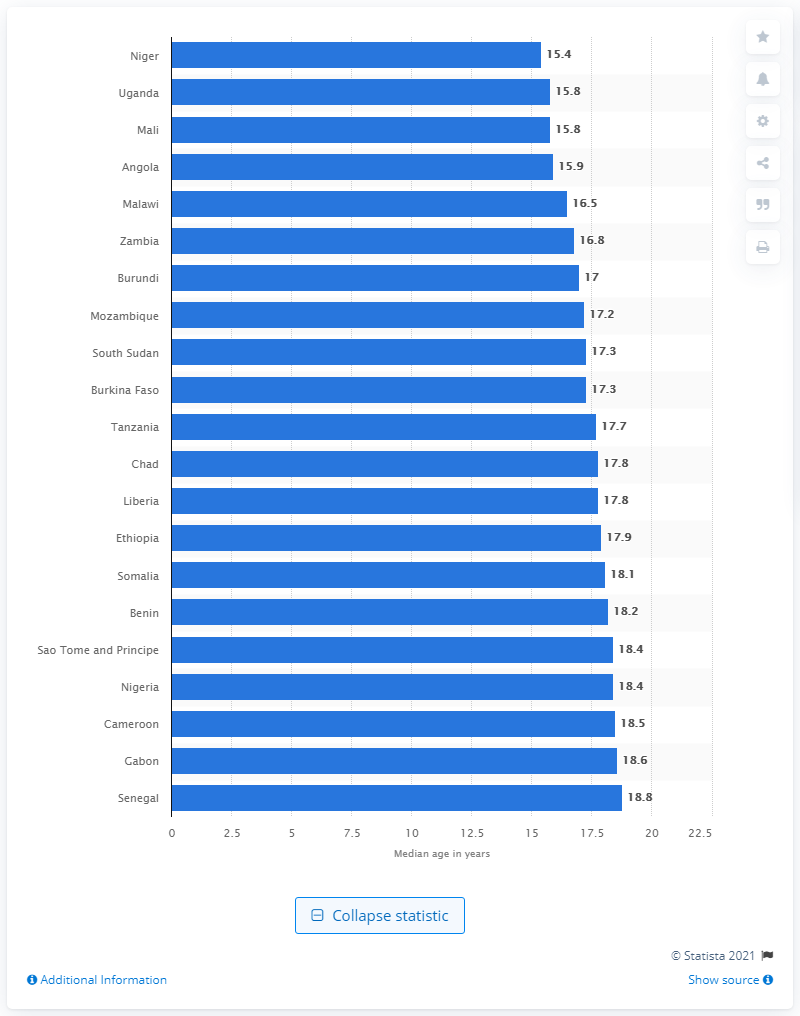 Niger 15.4
Uganda 15.8
Mali 15.8
Angola 15.9
Malawi 16.5
Zambia 16.8
Burundi 17
Mozambique 17.2
South Sudan 17.3
Burkina Faso 17.3
Tanzania 17.7
Chad 17.8
Liberia 17.8
Ethiopia 17.9
Somalia 18.1
Benin 18.2
Sao Tome and Principe 18.4
Nigeria 18.4
Cameroon 18.5
Gabon 18.6
Senegal 18.8
0 2.5 5 7.5 10 12.5 15 17.5 20 22.5
Median age in years
Collapse statistic
© Statista 2021
Additional Information Show source